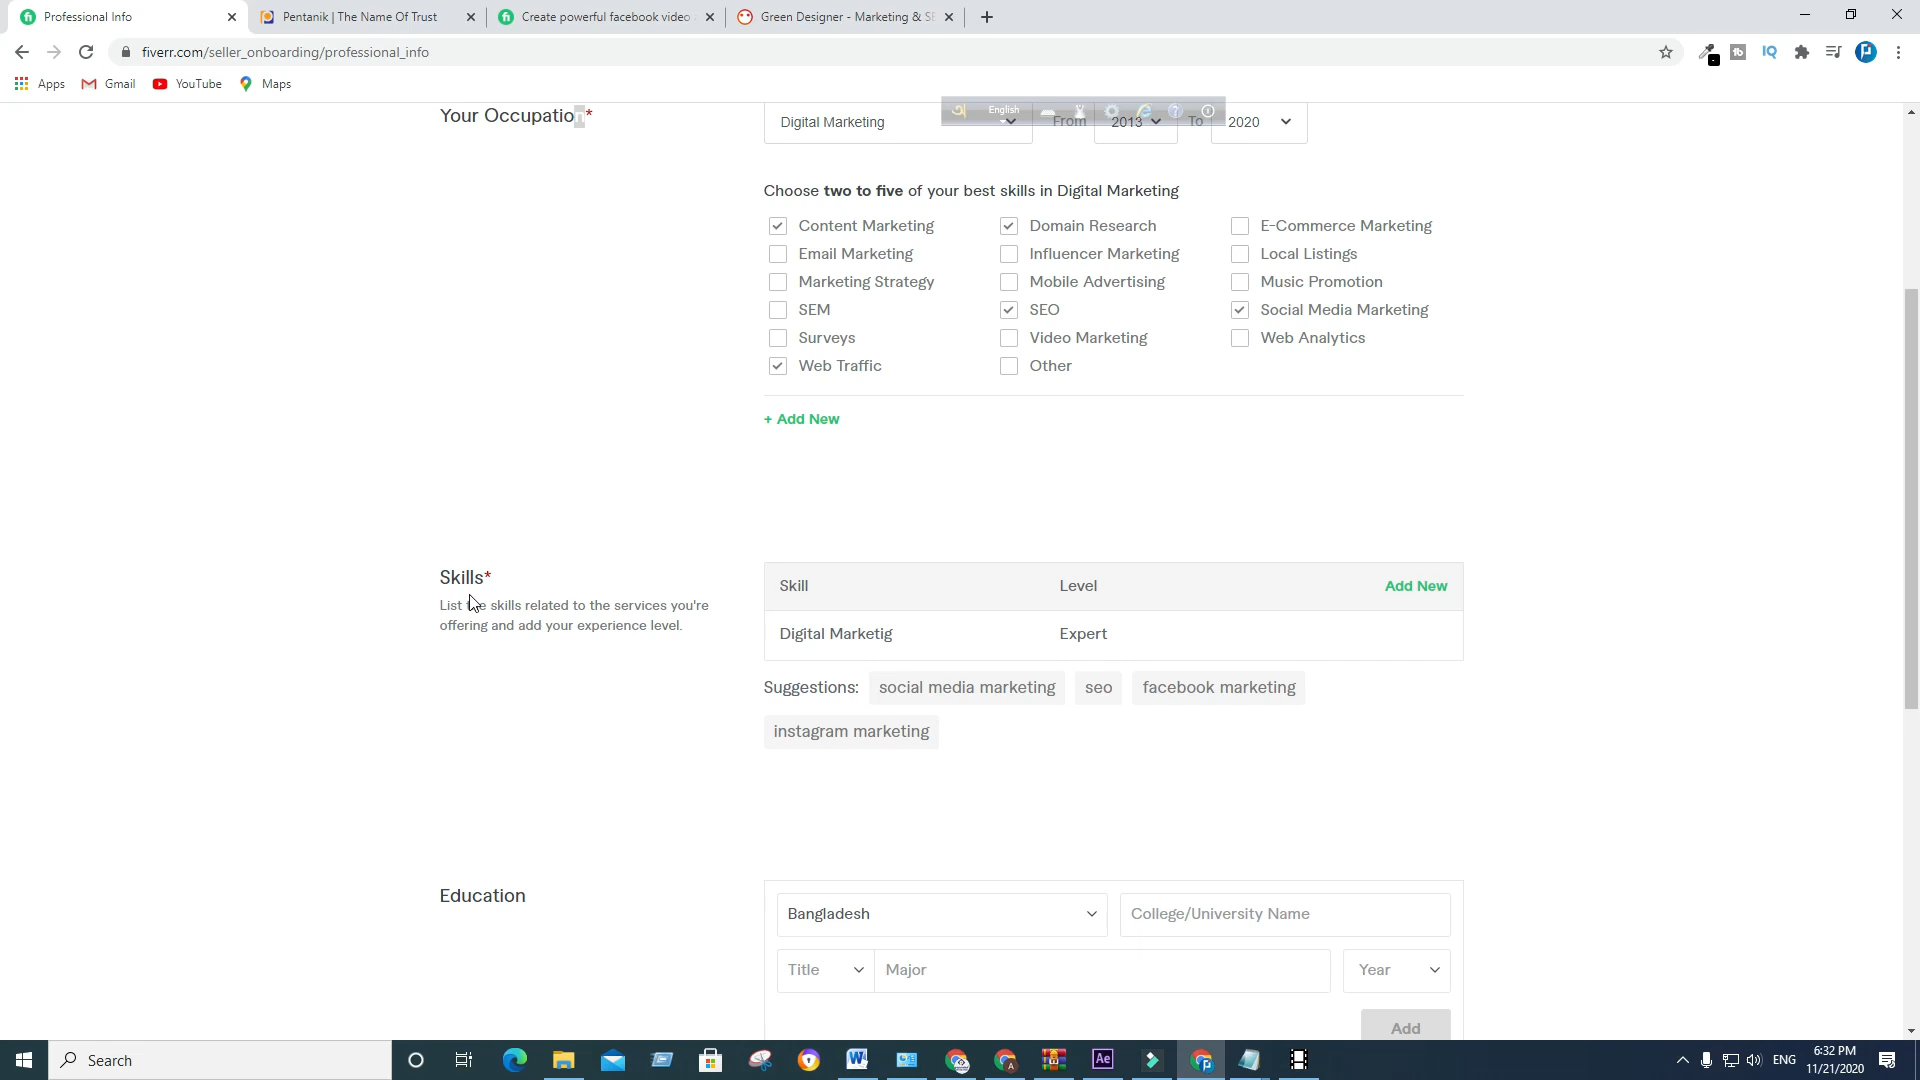 Professional Info
Pentanik | The Name Of Trust
Create powerful facebook video
Green Designer - Marketing & SE
fiverr.com/seller_onboarding/professional_info
Apps Gmail YouTube Maps
English
Your Occupation*
Digital Marketing From 2013 To 2020
Choose two to five of your best skills in Digital Marketing
Content Marketing Domain Research E-Commerce Marketing
Email Marketing Influencer Marketing Local Listings
Marketing Strategy Mobile Advertising Music Promotion
SEM SEO Social Media Marketing
Surveys Video Marketing Web Analytics
Web Traffic Other
+ Add New
Skills*
List the skills related to the services you're
offering and add your experience level.
Skill Level Add New
Digital Marketig Expert
Suggestions: social media marketing seo facebook marketing
instagram marketing
Education
Bangladesh College/University Name
Title Major Year
Add
Search
ENG
6:32 PM
11/21/2020